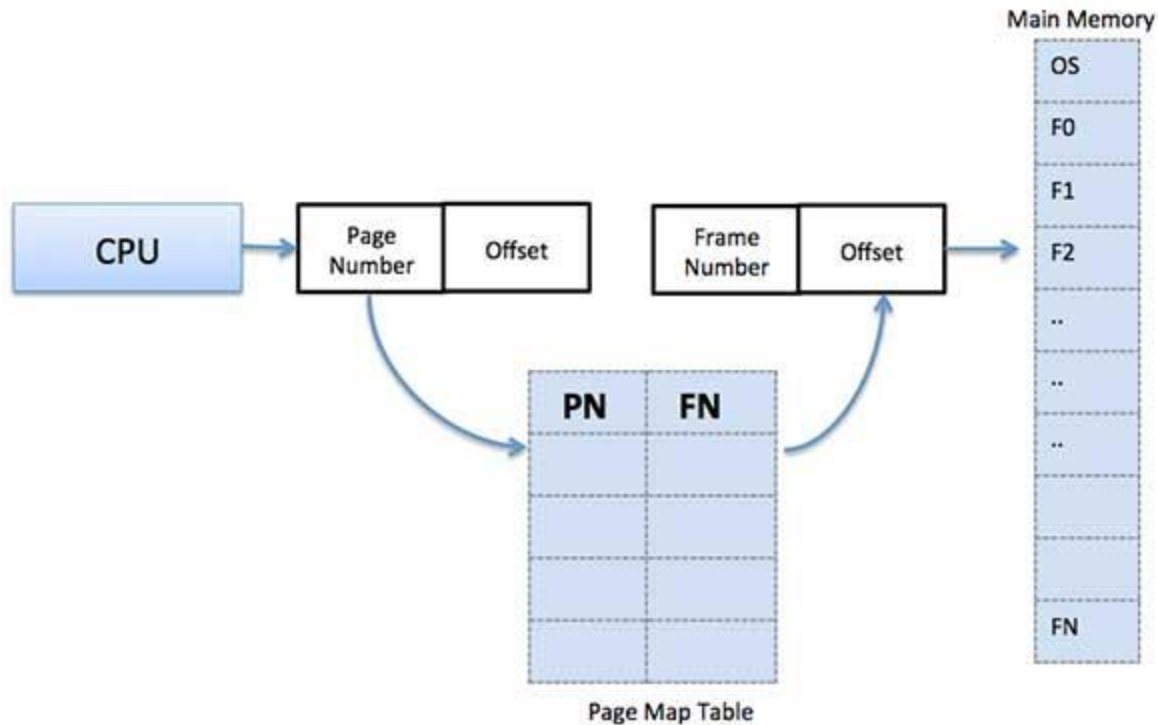 Main Memory
OS
F0
F1
F2
..
..
..
FN
CPU
Page
Number
Offset
Frame
Number
Offset
PN
FN
Page Map Table